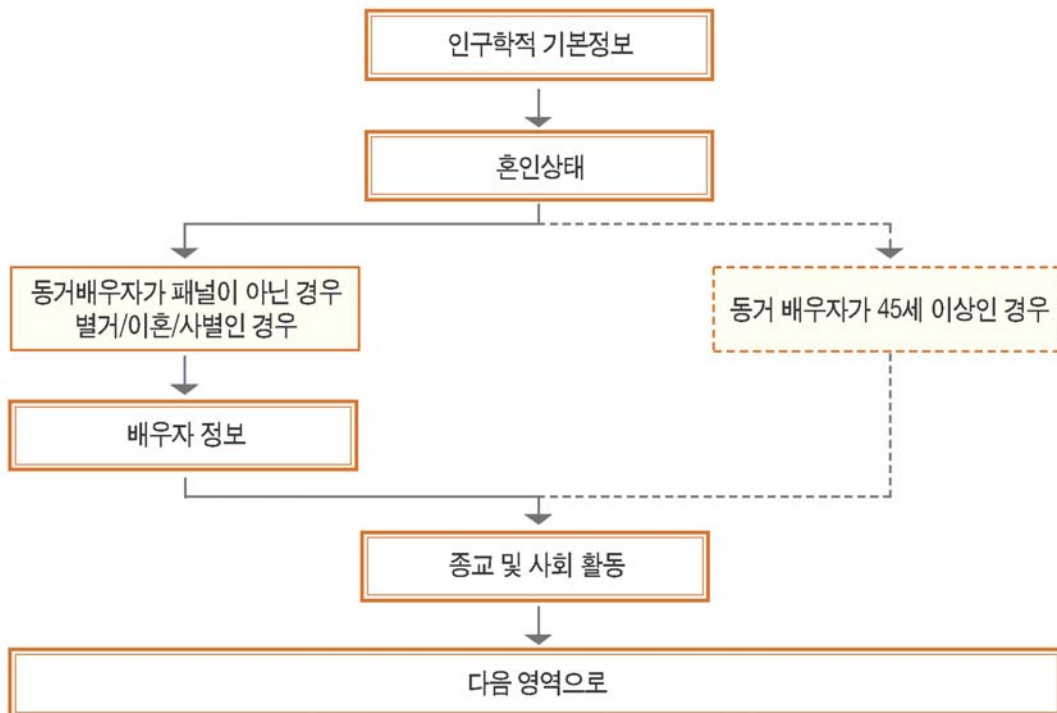 인구학적 기본정보
혼인상태
동거배우자가 패널이 아닌 경우
별거/이혼/사별인 경우
동거 배우자가 45세 이상인 경우
배우자 정보
종교 및 사회 활동
다음 영역으로